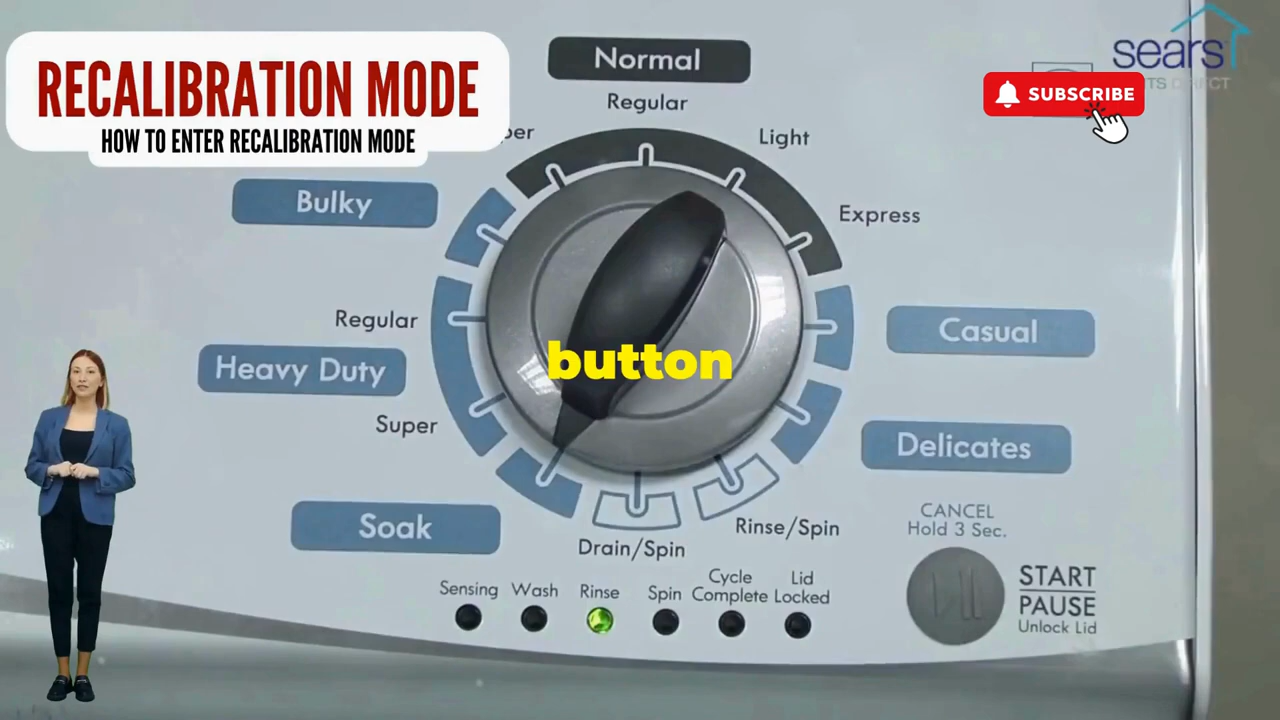 sears
RECALIBRATION MODE
HOW TO ENTER RECALIBRATION MODE
SUBSCRIBE
DIRECT
Normal
Regular
Light
Express
Bulky
Regular
Heavy Duty
Super
Soak
Casual
Delicates
button
Rinse/Spin
Drain/Spin
CANCEL
Hold 3 Sec.
START
PAUSE
Unlock Lid
Sensing
Wash
Rinse
Spin
Cycle
Complete
Lid
Locked